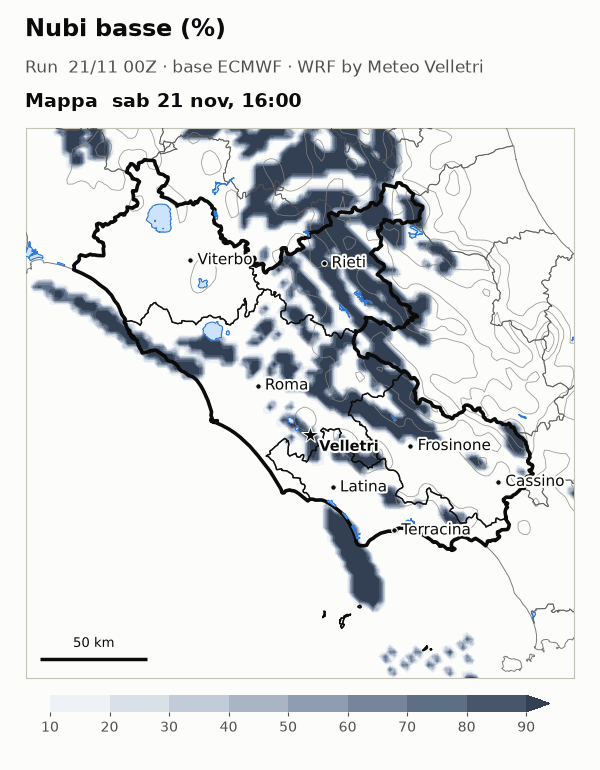 Nubi basse (%)
Run  21/11 00Z · base ECMWF · WRF by Meteo Velletri
Mappa  sab 21 nov, 16:00
Viterbo
Rieti
Roma
Velletri
Frosinone
Latina
Cassino
Terracina
50 km
10 20 30 40 50 60 70 80 90